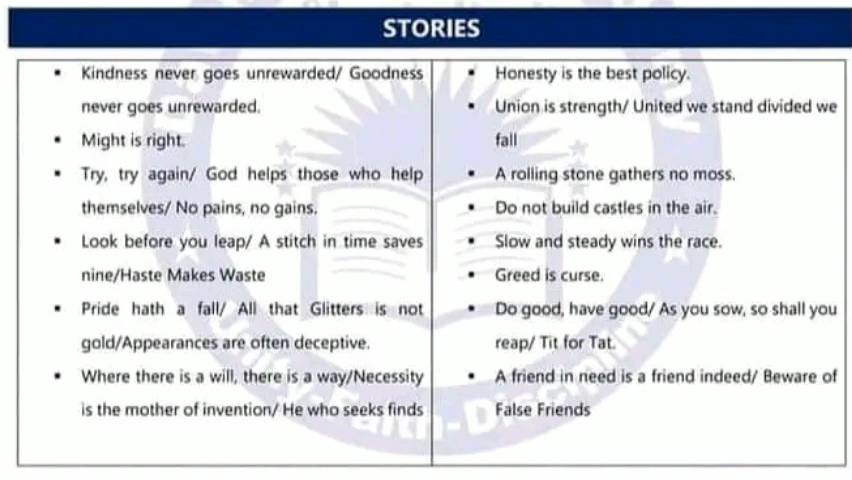 STORIES
▪ Kindness never goes unrewarded/ Goodness
never goes unrewarded.
▪ Might is right.
▪ Try, try again/ God helps those who help
themselves/ No pains, no gains.
▪ Look before you leap/ A stitch in time saves
nine/Haste Makes Waste
▪ Pride hath a fall/ All that Glitters is not
gold/Appearances are often deceptive.
▪ Where there is a will, there is a way/Necessity
is the mother of invention/ He who seeks finds
▪ Honesty is the best policy.
▪ Union is strength/ United we stand divided we
fall
▪ A rolling stone gathers no moss.
▪ Do not build castles in the air.
▪ Slow and steady wins the race.
▪ Greed is curse.
▪ Do good, have good/ As you sow, so shall you
reap/ Tit for Tat.
▪ A friend in need is a friend indeed/ Beware of
False Friends
Unity-Faith-Discipline